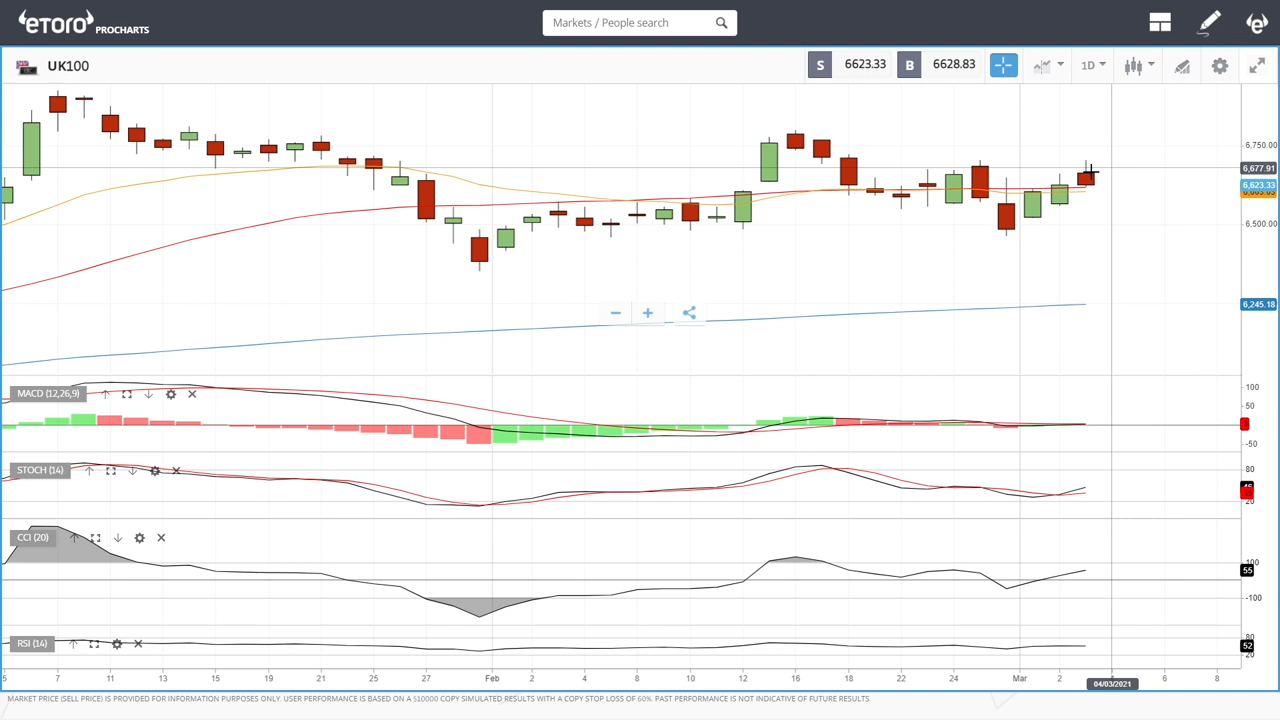 eToro PROCHARTS
Markets / People search
UK100
S 6623.33 B 6628.83
1D
6,750.00
6,677.91
6,623.33
6,500.00
6,245.18
MACD (12,26,9)
100
50
-50
STOCH (14)
80
20
CCI (20)
100
55
-100
RSI (14)
80
52
20
5 7 11 13 15 19 21 25 27 Feb 2 4 8 10 12 16 18 22 24 Mar 2 4 6 8
04/03/2021
MARKET PRICE (SELL PRICE) IS PROVIDED FOR INFORMATION PURPOSES ONLY. USER PERFORMANCE IS BASED ON A $10000 COPY SIMULATED RESULTS WITH A COPY STOP LOSS OF 60%. PAST PERFORMANCE IS NOT INDICATIVE OF FUTURE RESULTS.